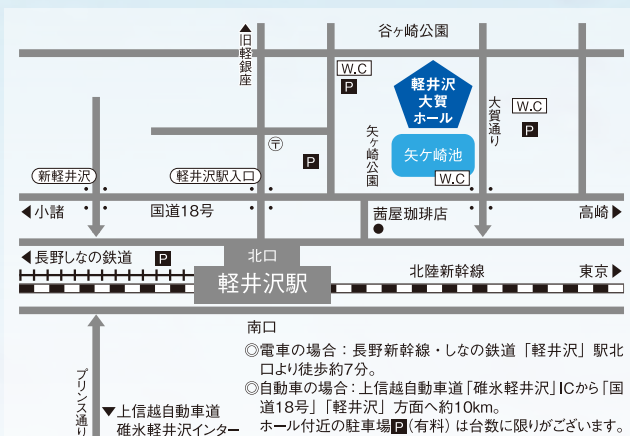 谷ヶ崎公園
▲旧軽銀座
W.C
P
軽井沢
大賀
ホール
大賀通り
W.C
P
矢ヶ崎公園
〒
P
矢ケ崎池
W.C
新軽井沢
軽井沢駅入口
◀小諸
国道18号
茜屋珈琲店
高崎▶
◀長野しなの鉄道
P
北口
軽井沢駅
北陸新幹線
東京▶
南口
プリンス通り
▼上信越自動車道
碓氷軽井沢インター
◎電車の場合：長野新幹線・しなの鉄道「軽井沢」駅北
口より徒歩約7分。
◎自動車の場合：上信越自動車道「碓氷軽井沢」ICから「国
道18号」「軽井沢」方面へ約10km。
ホール付近の駐車場P(有料)は台数に限りがございます。